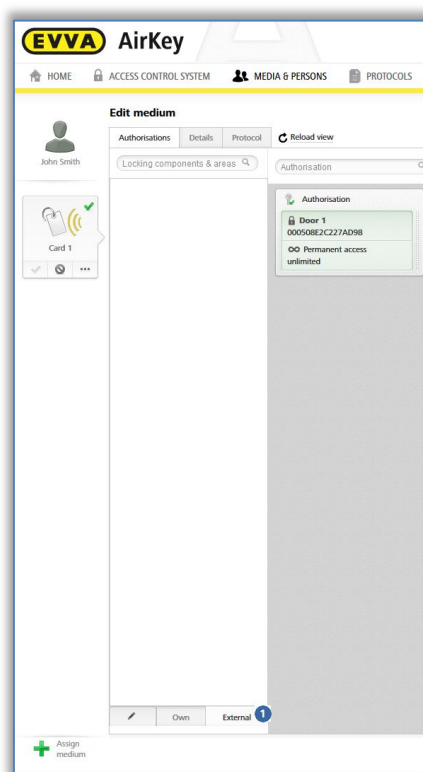 EVVA AirKey
HOME ACCESS CONTROL SYSTEM MEDIA & PERSONS PROTOCOLS
Edit medium
Authorisations Details Protocol Reload view
John Smith
Locking components & areas
Authorisation
Authorisation
Door 1
000508E2C227AD98
Permanent access
unlimited
Card 1
Own External 1
Assign
medium